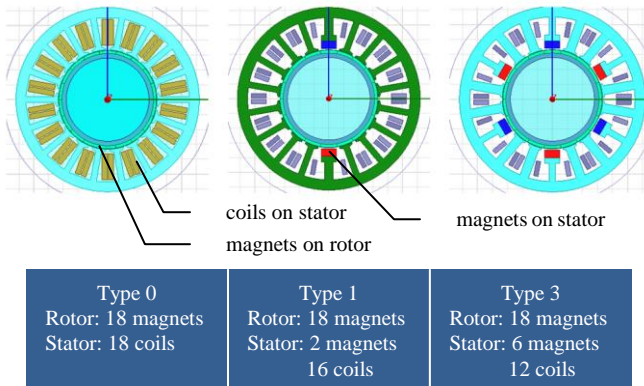 coils on stator
magnets on rotor
magnets on stator
Type 0
Rotor: 18 magnets
Stator: 18 coils
Type 1
Rotor: 18 magnets
Stator: 2 magnets
16 coils
Type 3
Rotor: 18 magnets
Stator: 6 magnets
12 coils